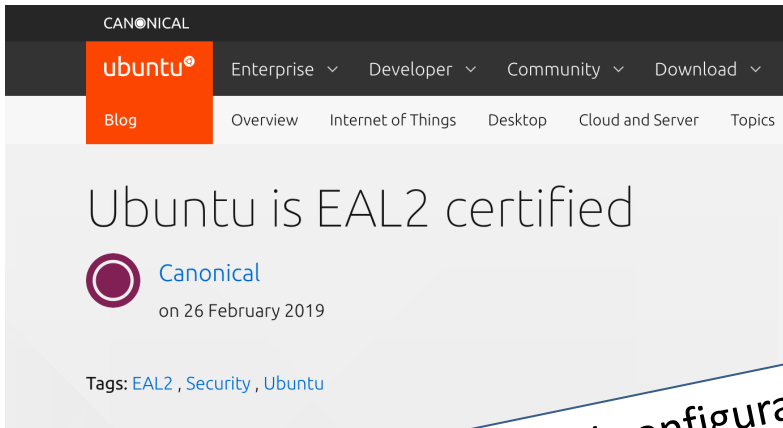 CANONICAL
ubuntu
Enterprise Developer Community Download
Blog
Overview Internet of Things Desktop Cloud and Server Topics
Ubuntu is EAL2 certified
Canonical
on 26 February 2019
Tags: EAL2 , Security , Ubuntu